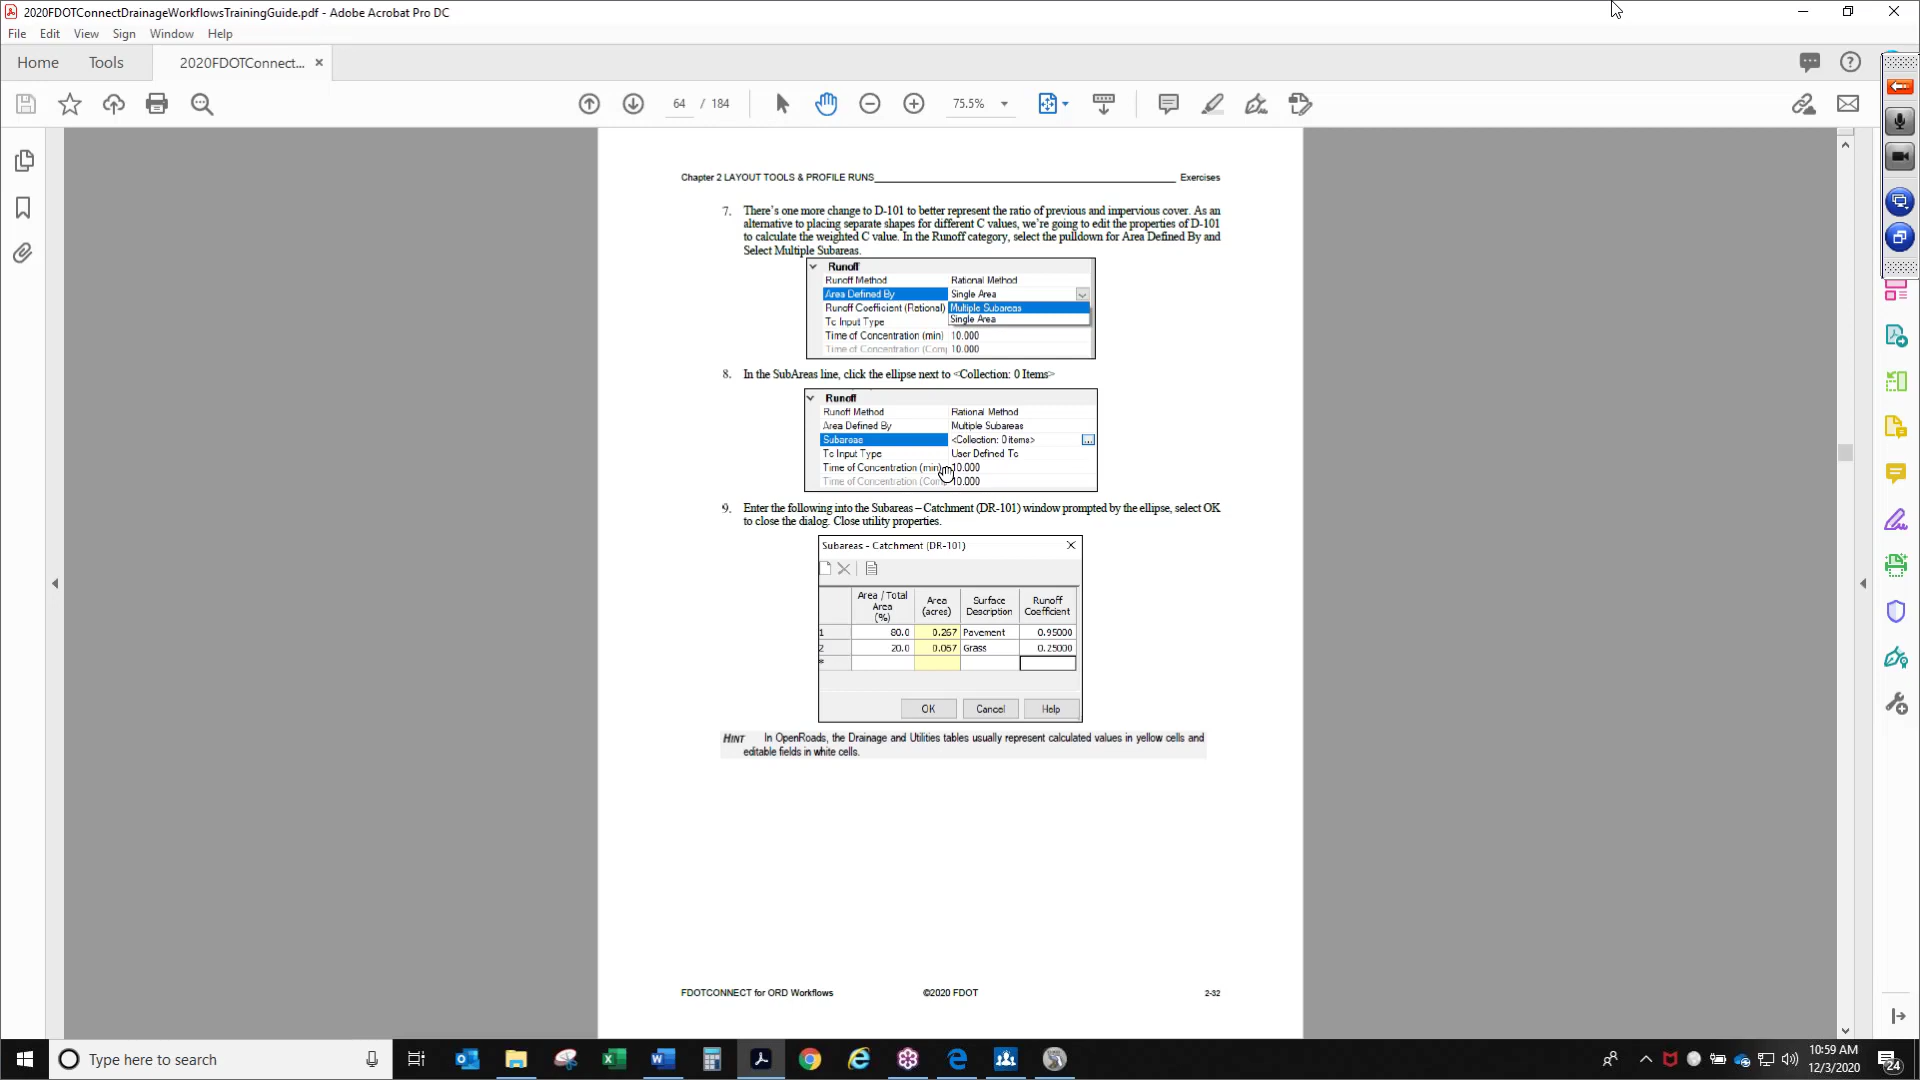 2020FDOTConnectDrainageWorkflowsTrainingGuide.pdf - Adobe Acrobat Pro DC
File Edit View Sign Window Help
Home Tools 2020FDOTConnect... ×
64 / 184 75.5%
Chapter 2 LAYOUT TOOLS & PROFILE RUNS Exercises
7. There's one more change to D-101 to better represent the ratio of previous and impervious cover. As an
alternative to placing separate shapes for different C values, we're going to edit the properties of D-101
to calculate the weighted C value. In the Runoff category, select the pulldown for Area Defined By and
Select Multiple Subareas.
Runoff
Runoff Method Rational Method
Area Defined By Single Area
Runoff Coefficient (Rational) Multiple Subareas
Tc Input Type Single Area
Time of Concentration (min) 10.000
Time of Concentration (Comp 10.000
8. In the SubAreas line, click the ellipse next to <Collection: 0 Items>
Runoff
Runoff Method Rational Method
Area Defined By Multiple Subareas
Subareas <Collection: 0 items> ...
Tc Input Type User Defined Tc
Time of Concentration (min) 10.000
Time of Concentration (Com 10.000
9. Enter the following into the Subareas – Catchment (DR-101) window prompted by the ellipse, select OK
to close the dialog. Close utility properties.
Subareas - Catchment (DR-101)
Area / Total
Area
(%)
Area
(acres)
Surface
Description
Runoff
Coefficient
1 80.0 0.267 Pavement 0.95000
2 20.0 0.067 Grass 0.25000
*
OK Cancel Help
HINT In OpenRoads, the Drainage and Utilities tables usually represent calculated values in yellow cells and
editable fields in white cells.
FDOTCONNECT for ORD Workflows ©2020 FDOT 2-32
Type here to search
10:59 AM
12/3/2020
24